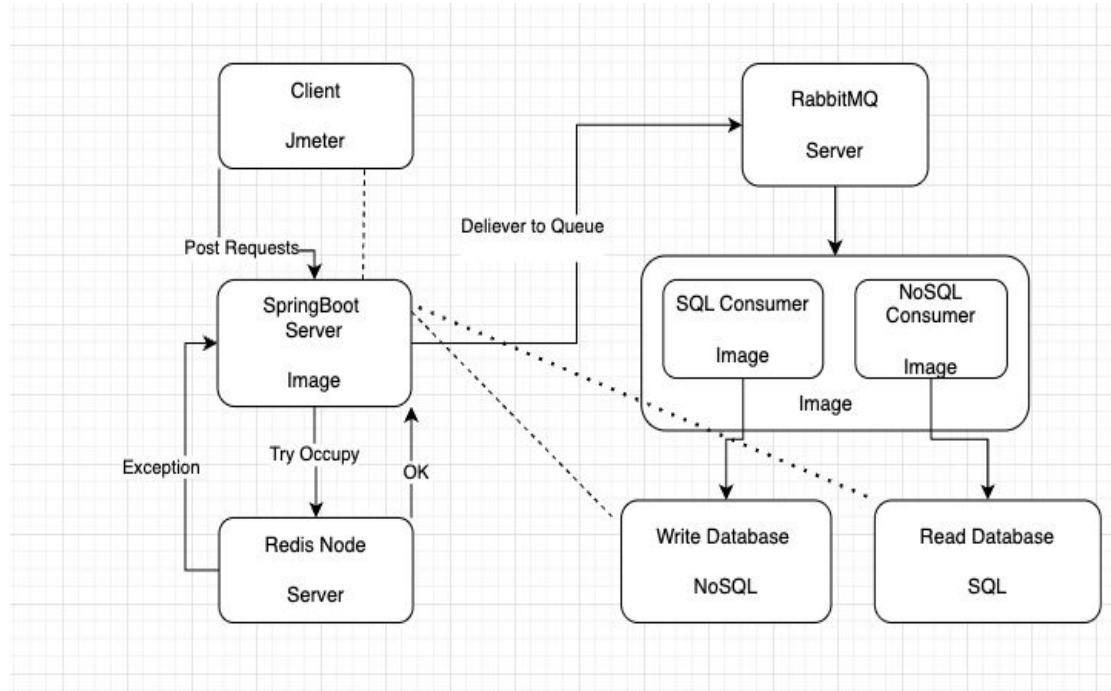 Client
Jmeter
RabbitMQ
Server
Deliever to Queue
Post Requests
SpringBoot
Server
Image
SQL Consumer
Image
NoSQL
Consumer
Image
Image
Exception
Try Occupy
OK
Redis Node
Server
Write Database
NoSQL
Read Database
SQL